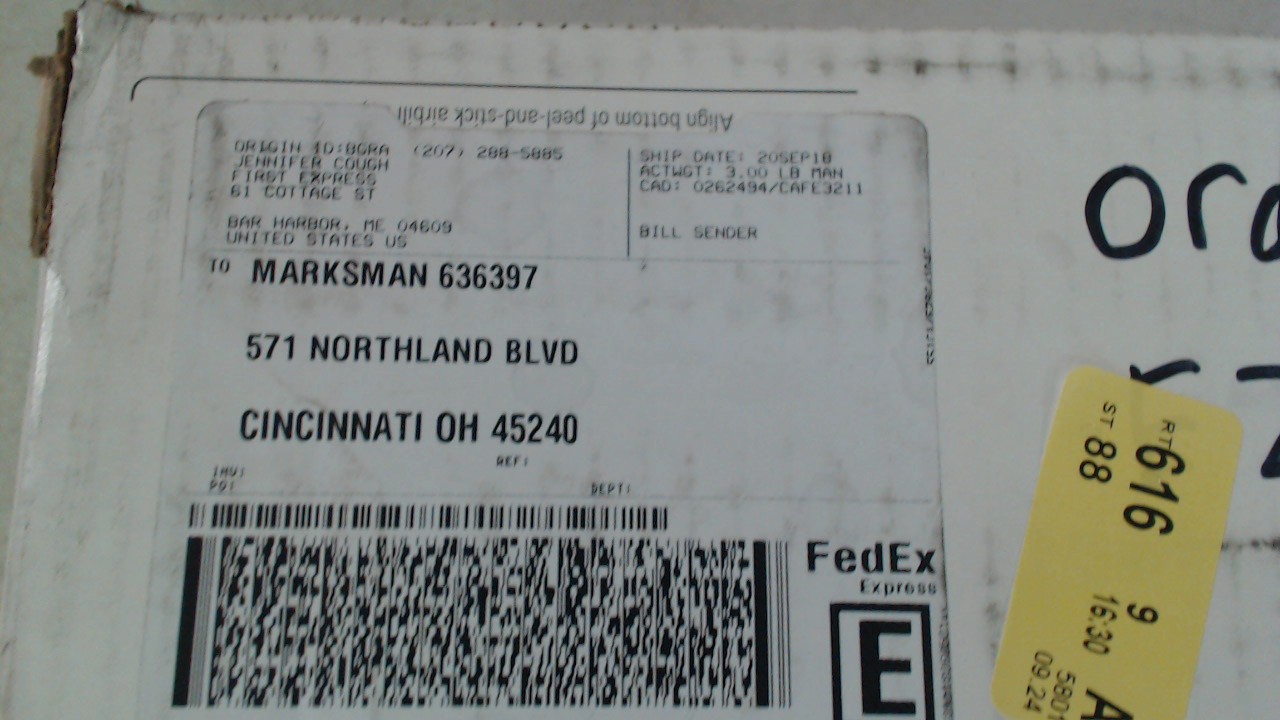 Align bottom of peel-and-stick airbill
ORIGIN ID:BGRA (207) 288-5885
JENNIFER COUGH
FIRST EXPRESS
61 COTTAGE ST
BAR HARBOR, ME 04609
UNITED STATES US
SHIP DATE: 20SEP18
ACTWGT: 3.00 LB MAN
CAD: 0262494/CAFE3211
BILL SENDER
TO MARKSMAN 636397
571 NORTHLAND BLVD
CINCINNATI OH 45240
REF:
INV:
PO: DEPT:
FedEx
Express
E
RT 616 9 A
ST 88 16:30
5801
09.24